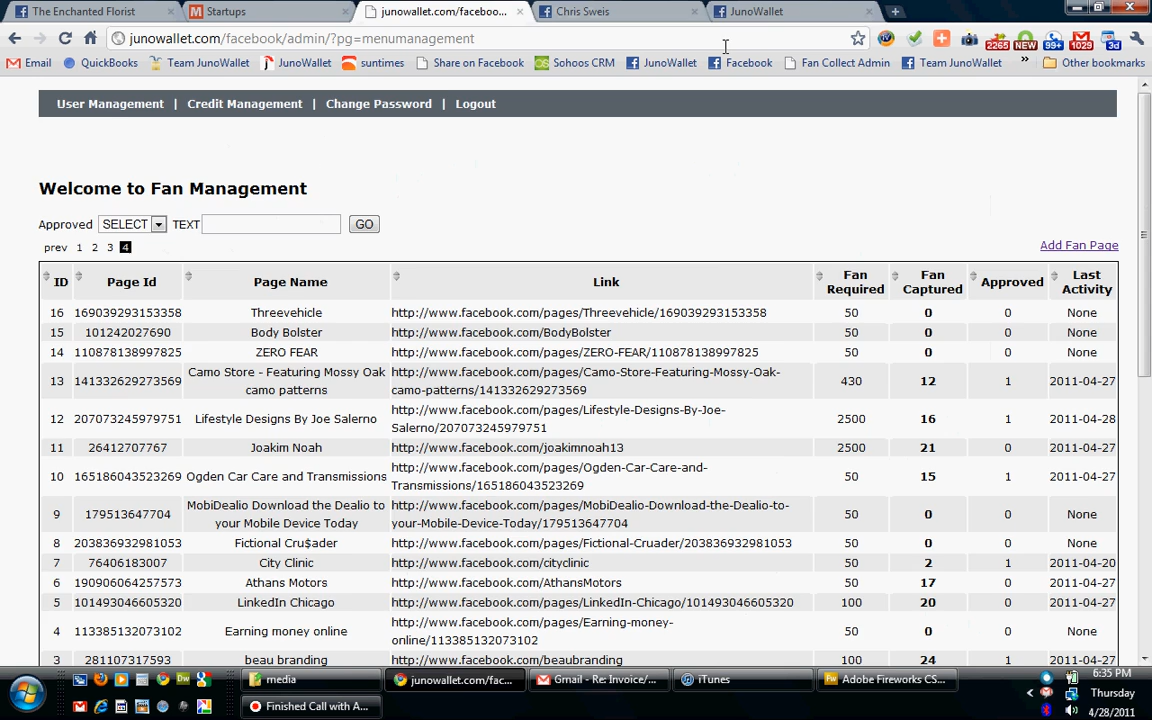 The Enchanted Florist
Startups
junowallet.com/faceboo...
Chris Sweis
JunoWallet
junowallet.com/facebook/admin/?pg=menumanagement
2265 NEW 99+ 1029 3d
Email QuickBooks Team JunoWallet JunoWallet suntimes Share on Facebook Sohoos CRM JunoWallet Facebook Fan Collect Admin Team JunoWallet » Other bookmarks
User Management | Credit Management | Change Password | Logout
Welcome to Fan Management
Approved SELECT TEXT GO
prev 1 2 3 4
Add Fan Page
ID Page Id Page Name Link Fan Required Fan Captured Approved Last Activity
16 169039293153358 Threevehicle http://www.facebook.com/pages/Threevehicle/169039293153358 50 0 0 None
15 101242027690 Body Bolster http://www.facebook.com/BodyBolster 50 0 0 None
14 110878138997825 ZERO FEAR http://www.facebook.com/pages/ZERO-FEAR/110878138997825 50 0 0 None
13 141332629273569 Camo Store - Featuring Mossy Oak camo patterns http://www.facebook.com/pages/Camo-Store-Featuring-Mossy-Oak-camo-patterns/141332629273569 430 12 1 2011-04-27
12 207073245979751 Lifestyle Designs By Joe Salerno http://www.facebook.com/pages/Lifestyle-Designs-By-Joe-Salerno/207073245979751 2500 16 1 2011-04-28
11 26412707767 Joakim Noah http://www.facebook.com/joakimnoah13 2500 21 0 2011-04-27
10 165186043523269 Ogden Car Care and Transmissions http://www.facebook.com/pages/Ogden-Car-Care-and-Transmissions/165186043523269 50 15 1 2011-04-27
9 179513647704 MobiDealio Download the Dealio to your Mobile Device Today http://www.facebook.com/pages/MobiDealio-Download-the-Dealio-to-your-Mobile-Device-Today/179513647704 50 0 0 None
8 203836932981053 Fictional Cru$ader http://www.facebook.com/pages/Fictional-Cruader/203836932981053 50 0 0 None
7 76406183007 City Clinic http://www.facebook.com/cityclinic 50 2 1 2011-04-20
6 190906064257573 Athans Motors http://www.facebook.com/AthansMotors 50 17 0 2011-04-27
5 101493046605320 LinkedIn Chicago http://www.facebook.com/pages/LinkedIn-Chicago/101493046605320 100 20 0 2011-04-27
4 113385132073102 Earning money online http://www.facebook.com/pages/Earning-money-online/113385132073102 50 0 0 None
3 281107317593 beau branding http://www.facebook.com/beaubranding 100 24 1 2011-04-27
media
junowallet.com/fac...
Gmail - Re: Invoice/...
iTunes
Adobe Fireworks CS...
Finished Call with A...
6:35 PM
Thursday
4/28/2011